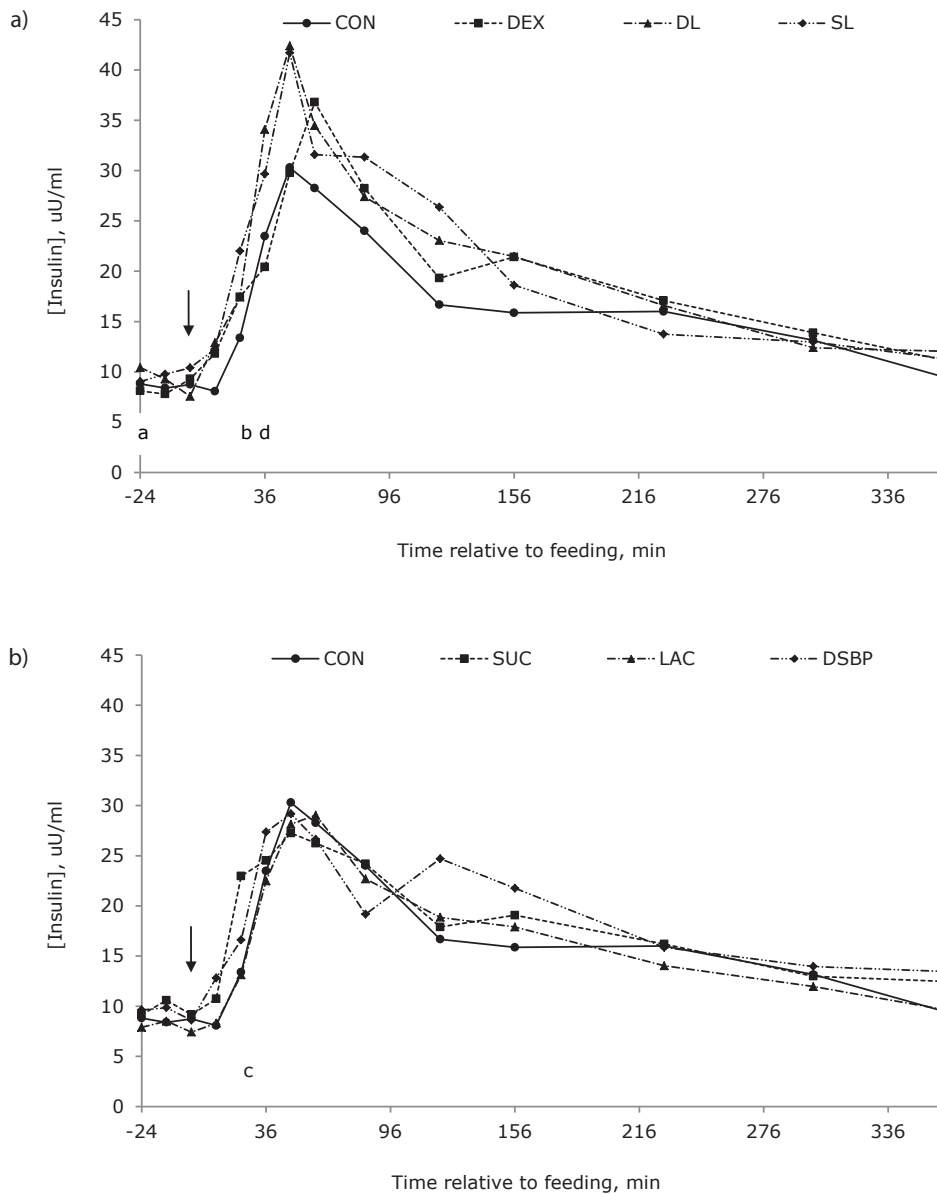 a)
CON DEX DL SL
45
40
35
30
25
20
15
10
5
0
[Insulin], uU/ml
a b d
-24 36 96 156 216 276 336
Time relative to feeding, min
b)
CON SUC LAC DSBP
45
40
35
30
25
20
15
10
5
0
[Insulin], uU/ml
c
-24 36 96 156 216 276 336
Time relative to feeding, min